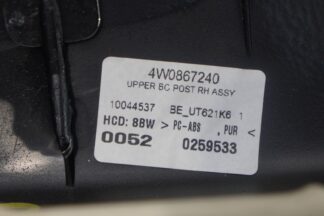 4W0867240
UPPER BC POST RH ASSY
10044537 BE_UT621K6 1
HCD: 8BW > PC-ABS , PUR <
0052 0259533